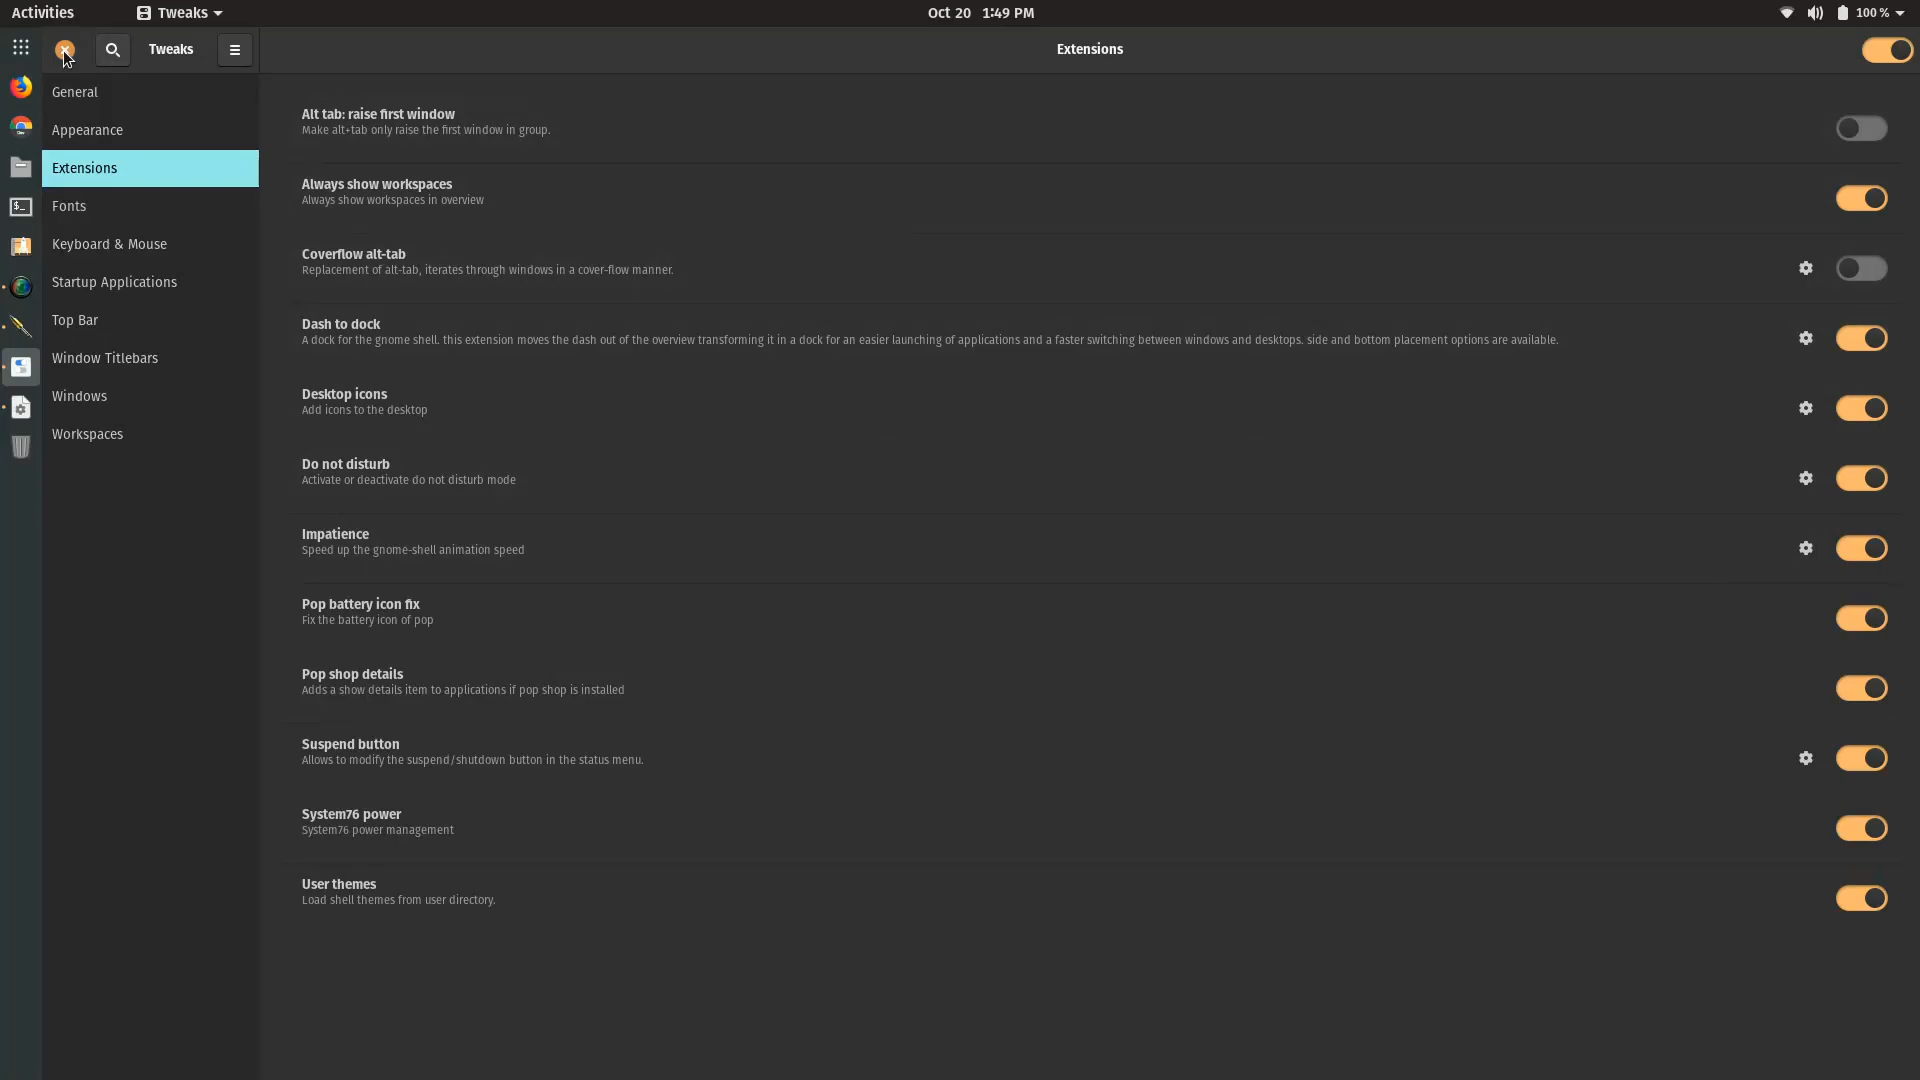 Activities
Tweaks
Oct 20 1:49 PM
100 %
Tweaks
Extensions
General
Appearance
Extensions
Fonts
Keyboard & Mouse
Startup Applications
Top Bar
Window Titlebars
Windows
Workspaces
Alt tab: raise first window
Make alt+tab only raise the first window in group.
Always show workspaces
Always show workspaces in overview
Coverflow alt-tab
Replacement of alt-tab, iterates through windows in a cover-flow manner.
Dash to dock
A dock for the gnome shell. this extension moves the dash out of the overview transforming it in a dock for an easier launching of applications and a faster switching between windows and desktops. side and bottom placement options are available.
Desktop icons
Add icons to the desktop
Do not disturb
Activate or deactivate do not disturb mode
Impatience
Speed up the gnome-shell animation speed
Pop battery icon fix
Fix the battery icon of pop
Pop shop details
Adds a show details item to applications if pop shop is installed
Suspend button
Allows to modify the suspend/shutdown button in the status menu.
System76 power
System76 power management
User themes
Load shell themes from user directory.